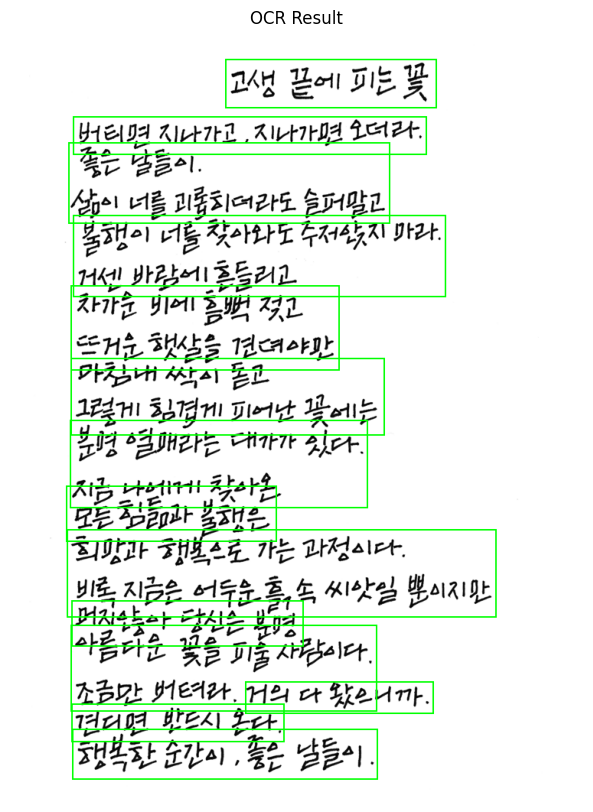 OCR Result
고생 끝에 피는 꽃
버티면 지나가고, 지나가면 오더라.
좋은 날들이.
삶이 너를 괴롭히더라도 슬퍼말고
불행이 너를 찾아와도 주저앉지 마라.
거센 바람에 흔들리고
차가운 비에 흠뻑 젖고
뜨거운 햇살을 견뎌야만
마침내 싹이 돋고
그렇게 힘겹게 피어난 꽃에는
분명 열매라는 대가가 있다.
지금 나에게 찾아온
모든 힘듦과 불행은
희망과 행복으로 가는 과정이다.
비록 지금은 어두운 흙 속 씨앗일 뿐이지만
머지않아 당신은 분명
아름다운 꽃을 피울 사람이다.
조금만 버텨라. 거의 다 왔으니까.
견디면 반드시 온다.
행복한 순간이, 좋은 날들이.